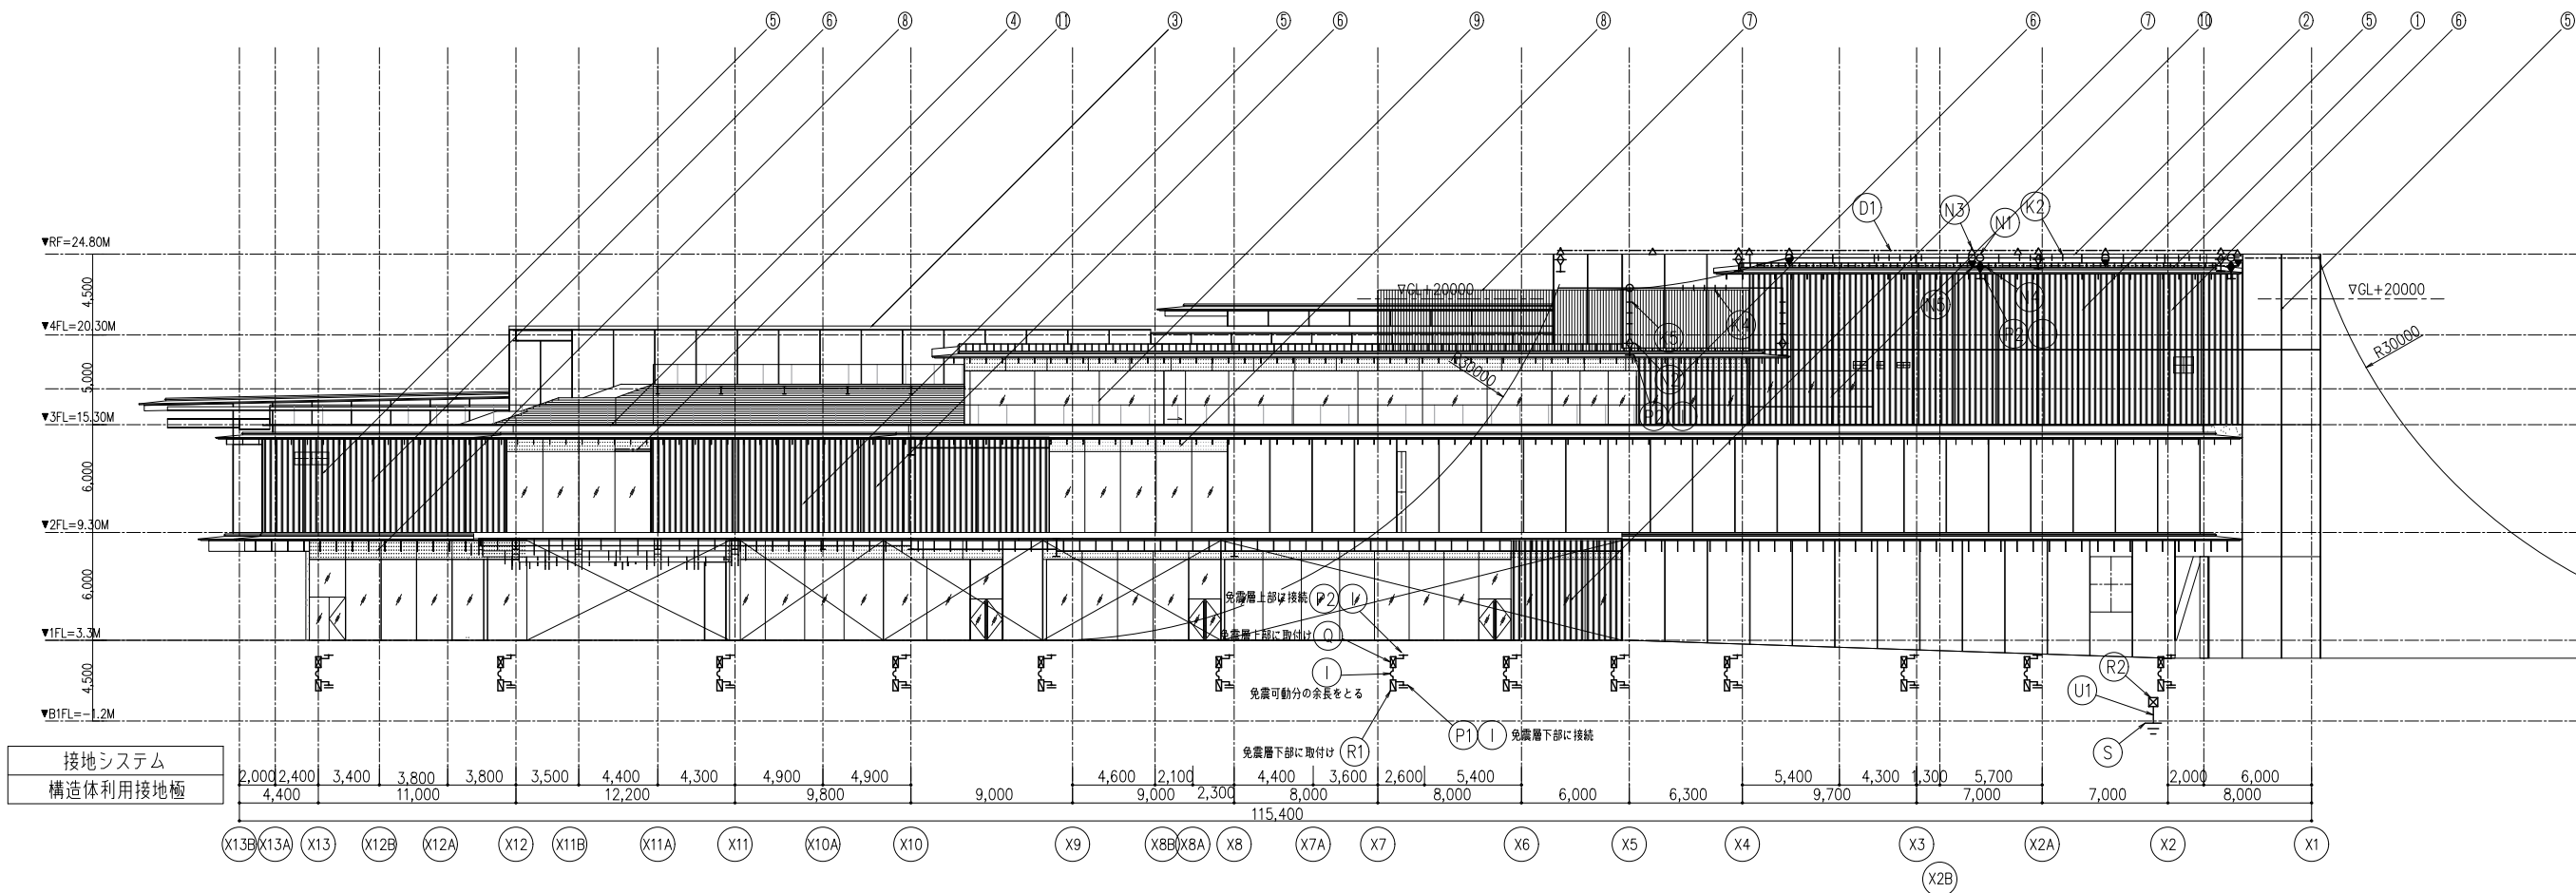 ⑤ ⑥ ⑧ ④ ⑪ ③ ⑤ ⑥ ⑨ ⑧ ⑦ ⑥ ⑦ ⑩ ② ⑤ ① ⑥ ⑤
D1 N3 N1 K2
▼RF=24.80M
4,500
▽GL+20000
▽GL+20000
N5 N4
P2
K5 K4
▼4FL=20.30M
R30000
5,000
R30000
N2
P2 I
▼3FL=15.30M
6,000
▼2FL=9.30M
6,000
免震層上部に接続 P2 I
▼1FL=3.3M
免震層下部に取付け Q
4,500
I
免震可動分の余長をとる
R2
U1
▼B1FL=-1.2M
P1 I 免震層下部に接続
免震層下部に取付け R1
S
接地システム
構造体利用接地極
2,000 2,400 3,400 3,800 3,800 3,500 4,400 4,300 4,900 4,900 4,600 2,100 4,400 3,600 2,600 5,400 5,400 4,300 1,300 5,700 2,000 6,000
4,400 11,000 12,200 9,800 9,000 9,000 2,300 8,000 8,000 6,000 6,300 9,700 7,000 7,000 8,000
115,400
X13B X13A X13 X12B X12A X12 X11B X11A X11 X10A X10 X9 X8B X8A X8 X7A X7 X6 X5 X4 X3 X2A X2 X1
X2B